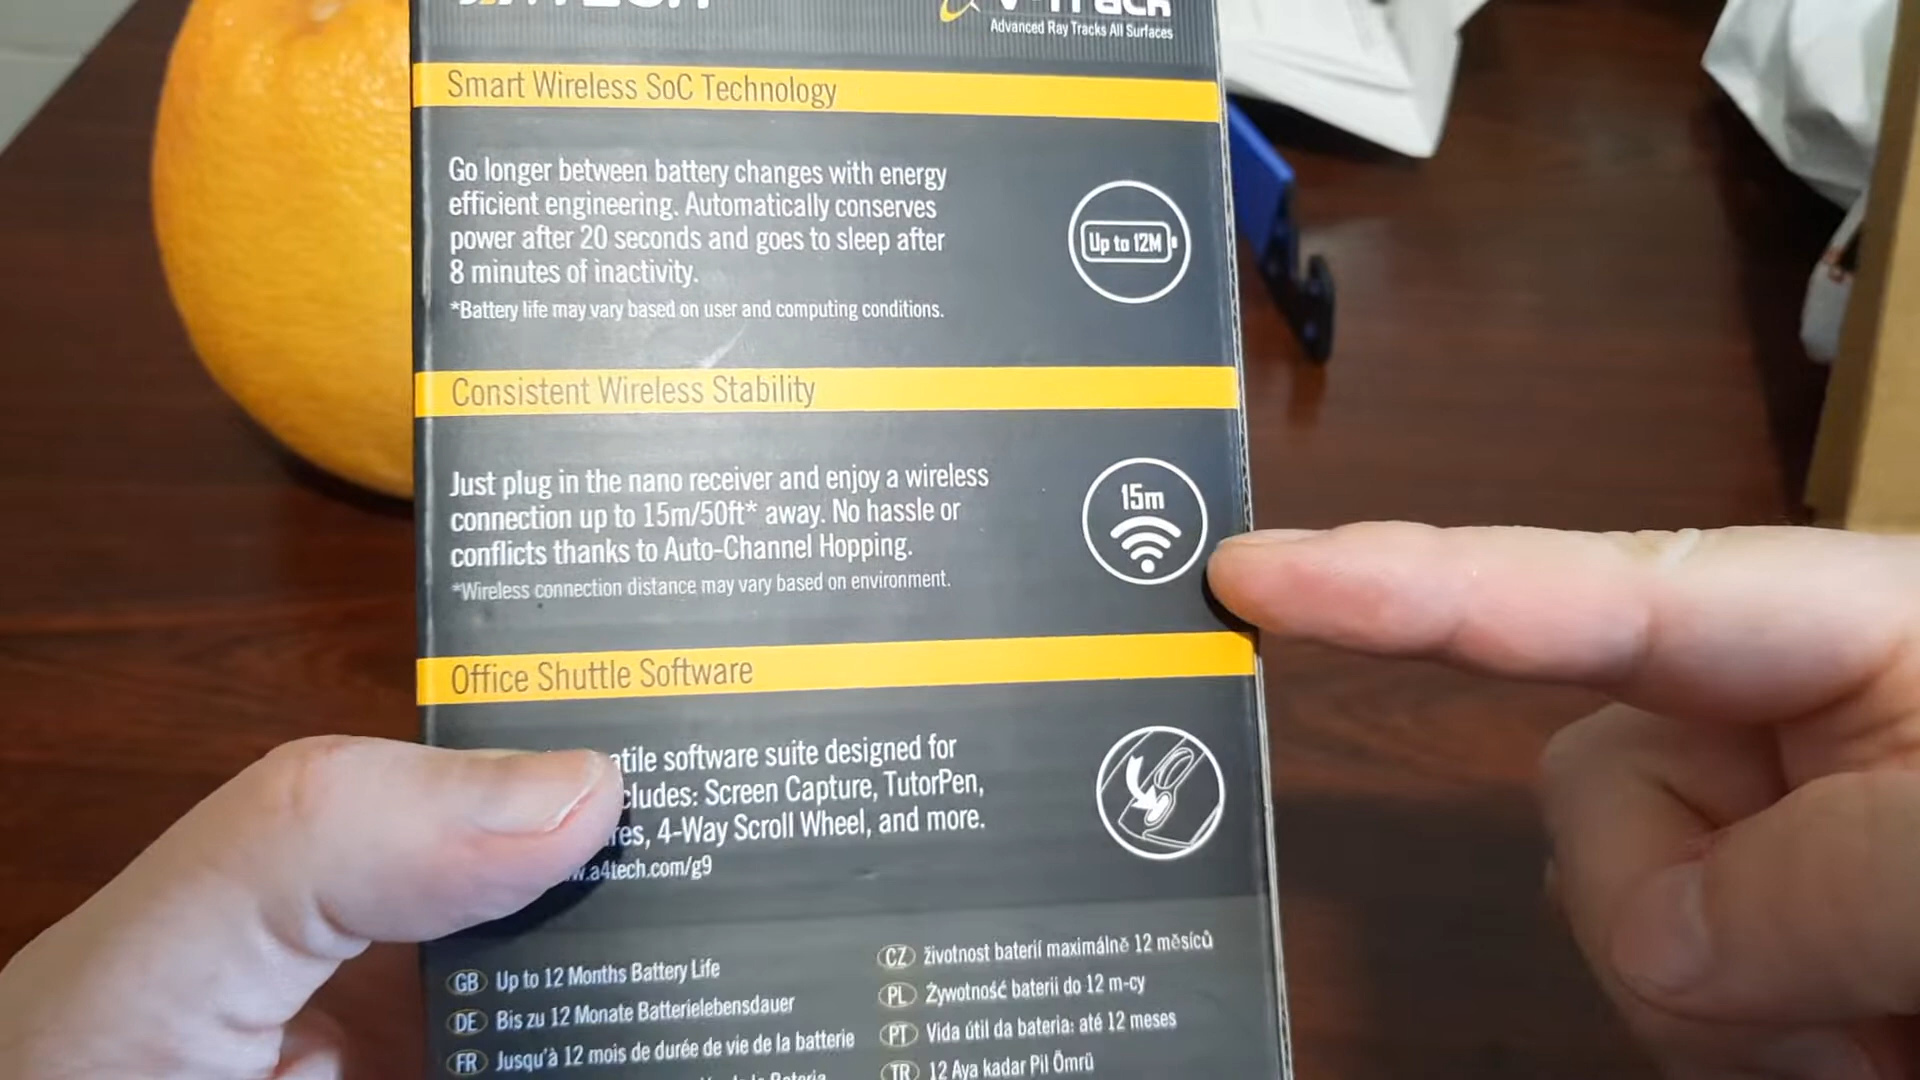 V-Track
Advanced Ray Tracks All Surfaces
Smart Wireless SoC Technology
Go longer between battery changes with energy
efficient engineering. Automatically conserves
power after 20 seconds and goes to sleep after
8 minutes of inactivity.
Up to 12M
*Battery life may vary based on user and computing conditions.
Consistent Wireless Stability
Just plug in the nano receiver and enjoy a wireless
connection up to 15m/50ft* away. No hassle or
conflicts thanks to Auto-Channel Hopping.
15m
*Wireless connection distance may vary based on environment.
Office Shuttle Software
software suite designed for
Screen Capture, TutorPen,
4-Way Scroll Wheel, and more.
a4tech.com/g9
GB Up to 12 Months Battery Life
DE Bis zu 12 Monate Batterielebensdauer
FR Jusqu'à 12 mois de durée de vie de la batterie
CZ životnost baterií maximálně 12 měsíců
PL Żywotność baterii do 12 m-cy
PT Vida útil da bateria: até 12 meses
TR 12 Aya kadar Pil Ömrü